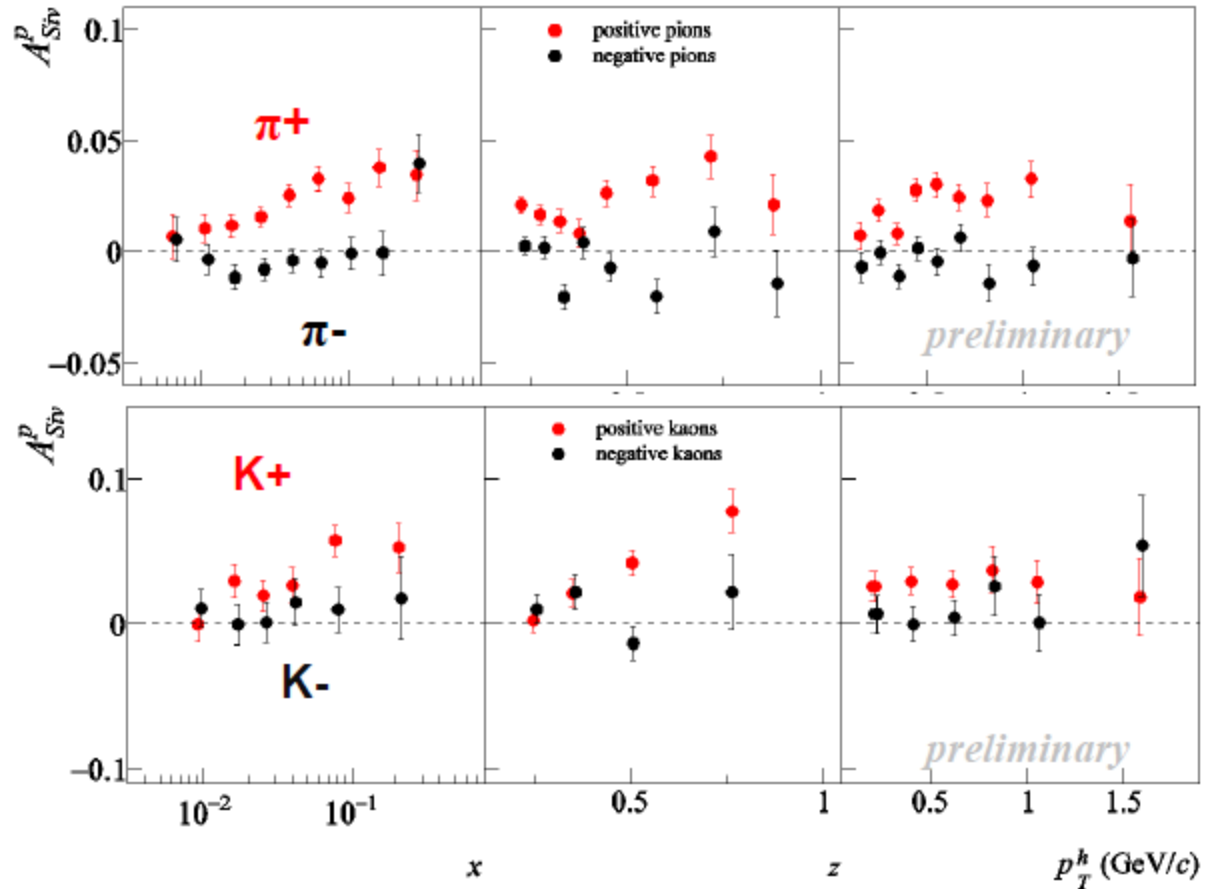 A^p_Siv
0.1
0.05
0
−0.05
π+
π-
positive pions
negative pions
preliminary
A^p_Siv
0.1
0
−0.1
K+
K-
positive kaons
negative kaons
preliminary
10^−2 10^−1 0.5 1 0.5 1 1.5
x z p_T^h (GeV/c)